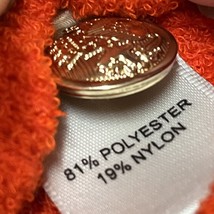 81% POLYESTER
19% NYLON